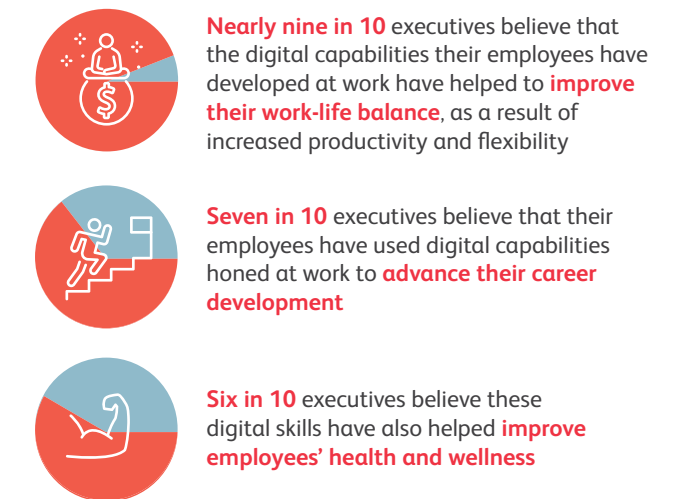 Nearly nine in 10 executives believe that
the digital capabilities their employees have
developed at work have helped to improve
their work-life balance, as a result of
increased productivity and flexibility
$
Seven in 10 executives believe that their
employees have used digital capabilities
honed at work to advance their career
development
Six in 10 executives believe these
digital skills have also helped improve
employees’ health and wellness